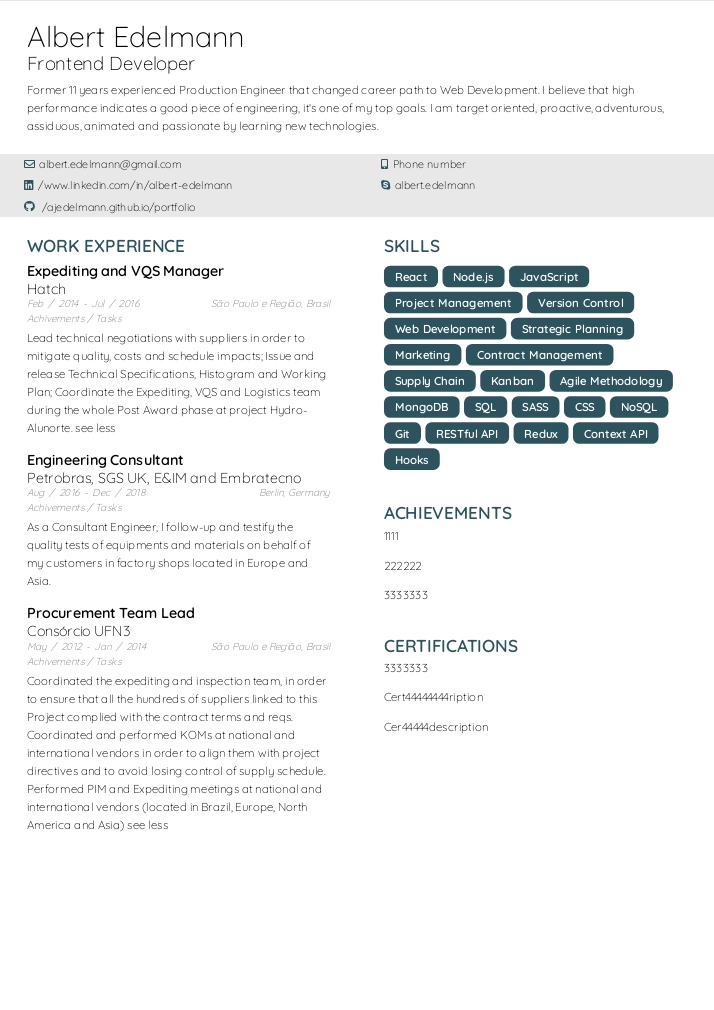 Albert Edelmann
Frontend Developer
Former 11 years experienced Production Engineer that changed career path to Web Development. I believe that high
performance indicates a good piece of engineering, it's one of my top goals. I am target oriented, proactive, adventurous,
assiduous, animated and passionate by learning new technologies.
albert.edelmann@gmail.com
Phone number
/www.linkedin.com/in/albert-edelmann
albert.edelmann
/ajedelmann.github.io/portfolio
WORK EXPERIENCE
Expediting and VQS Manager
Hatch
Feb / 2014 - Jul / 2016 São Paulo e Região, Brasil
Achivements / Tasks
Lead technical negotiations with suppliers in order to
mitigate quality, costs and schedule impacts; Issue and
release Technical Specifications, Histogram and Working
Plan; Coordinate the Expediting, VQS and Logistics team
during the whole Post Award phase at project Hydro-
Alunorte. see less
Engineering Consultant
Petrobras, SGS UK, E&IM and Embratecno
Aug / 2016 - Dec / 2018 Berlin, Germany
Achivements / Tasks
As a Consultant Engineer, I follow-up and testify the
quality tests of equipments and materials on behalf of
my customers in factory shops located in Europe and
Asia.
Procurement Team Lead
Consórcio UFN3
May / 2012 - Jan / 2014 São Paulo e Região, Brasil
Achivements / Tasks
Coordinated the expediting and inspection team, in order
to ensure that all the hundreds of suppliers linked to this
Project complied with the contract terms and reqs.
Coordinated and performed KOMs at national and
international vendors in order to align them with project
directives and to avoid losing control of supply schedule.
Performed PIM and Expediting meetings at national and
international vendors (located in Brazil, Europe, North
America and Asia) see less
SKILLS
React Node.js JavaScript
Project Management Version Control
Web Development Strategic Planning
Marketing Contract Management
Supply Chain Kanban Agile Methodology
MongoDB SQL SASS CSS NoSQL
Git RESTful API Redux Context API
Hooks
ACHIEVEMENTS
1111
222222
3333333
CERTIFICATIONS
3333333
Cert44444444ription
Cer44444description